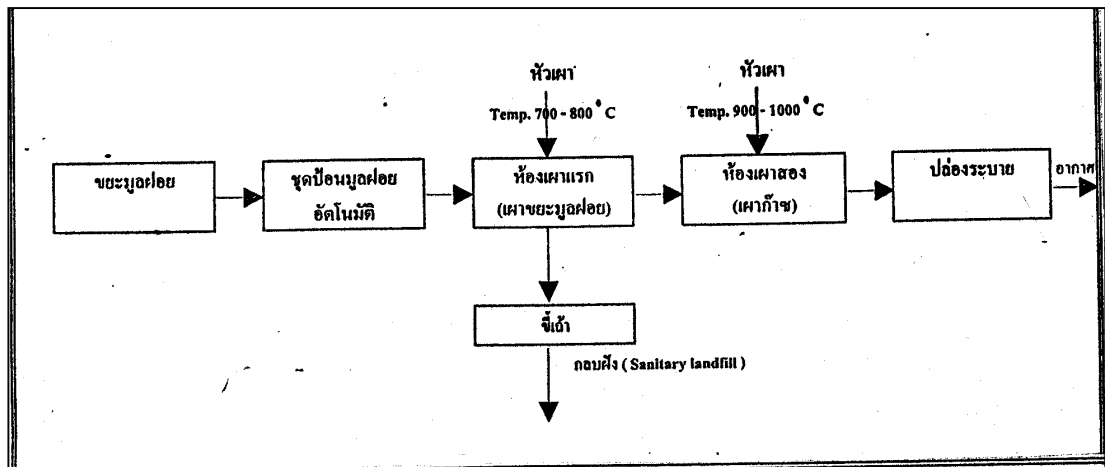 หัวเผา
หัวเผา
Temp. 700 - 800 ° C
Temp. 900 - 1000 ° C
ขยะมูลฝอย
ชุดป้อนมูลฝอย
อัตโนมัติ
ห้องเผาแรก
(เผาขยะมูลฝอย)
ห้องเผาสอง
(เผาก๊าซ)
ปล่องระบาย
อากาศ
ขี้เถ้า
กลบฝัง ( Sanitary landfill )